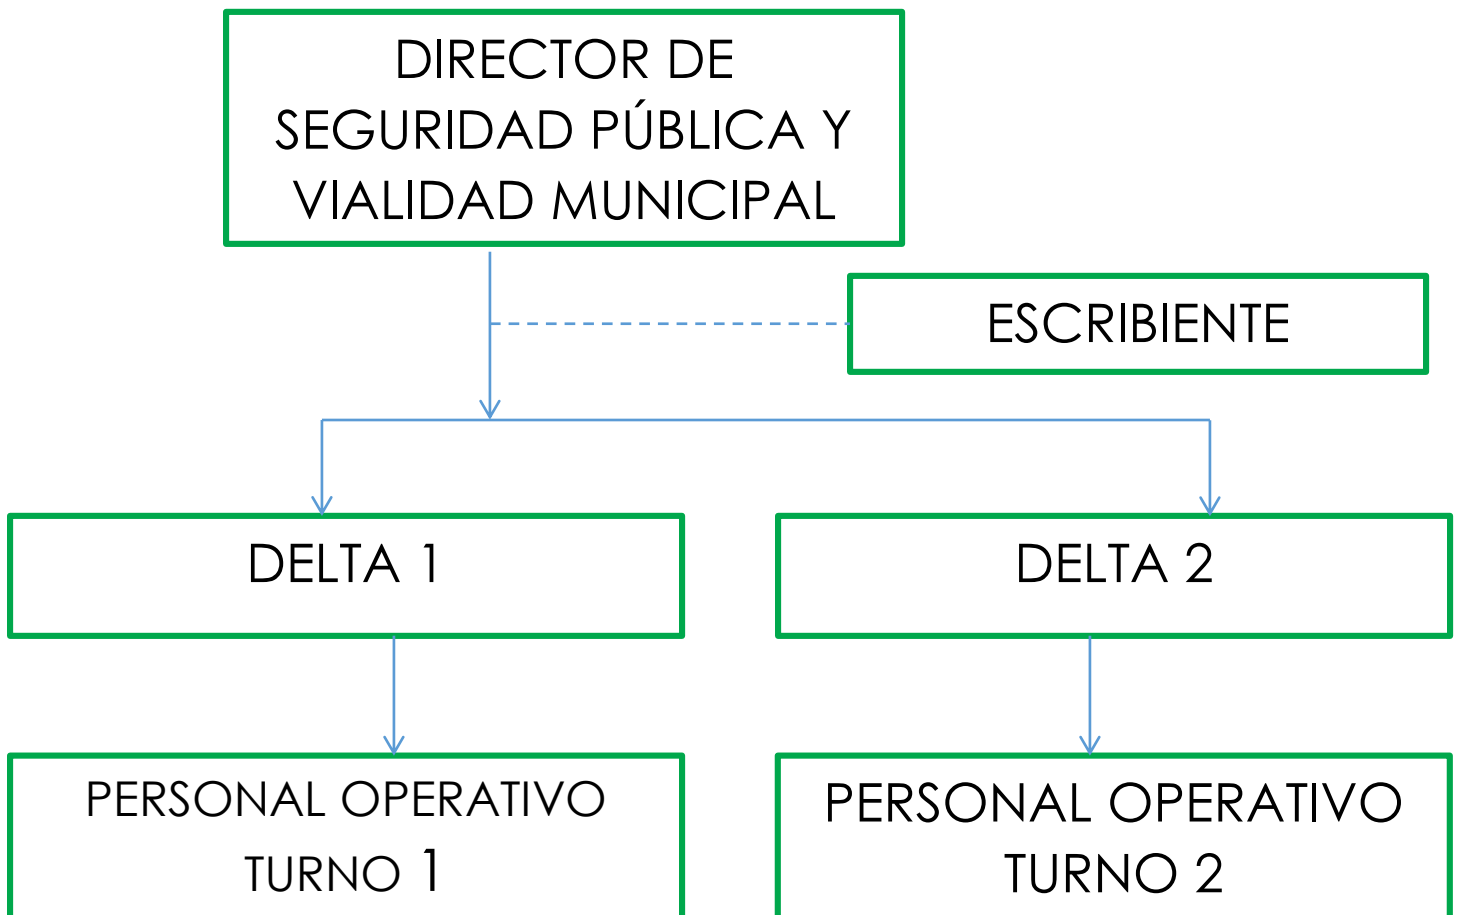 DIRECTOR DE
SEGURIDAD PÚBLICA Y
VIALIDAD MUNICIPAL
ESCRIBIENTE
DELTA 1
DELTA 2
PERSONAL OPERATIVO
TURNO 1
PERSONAL OPERATIVO
TURNO 2